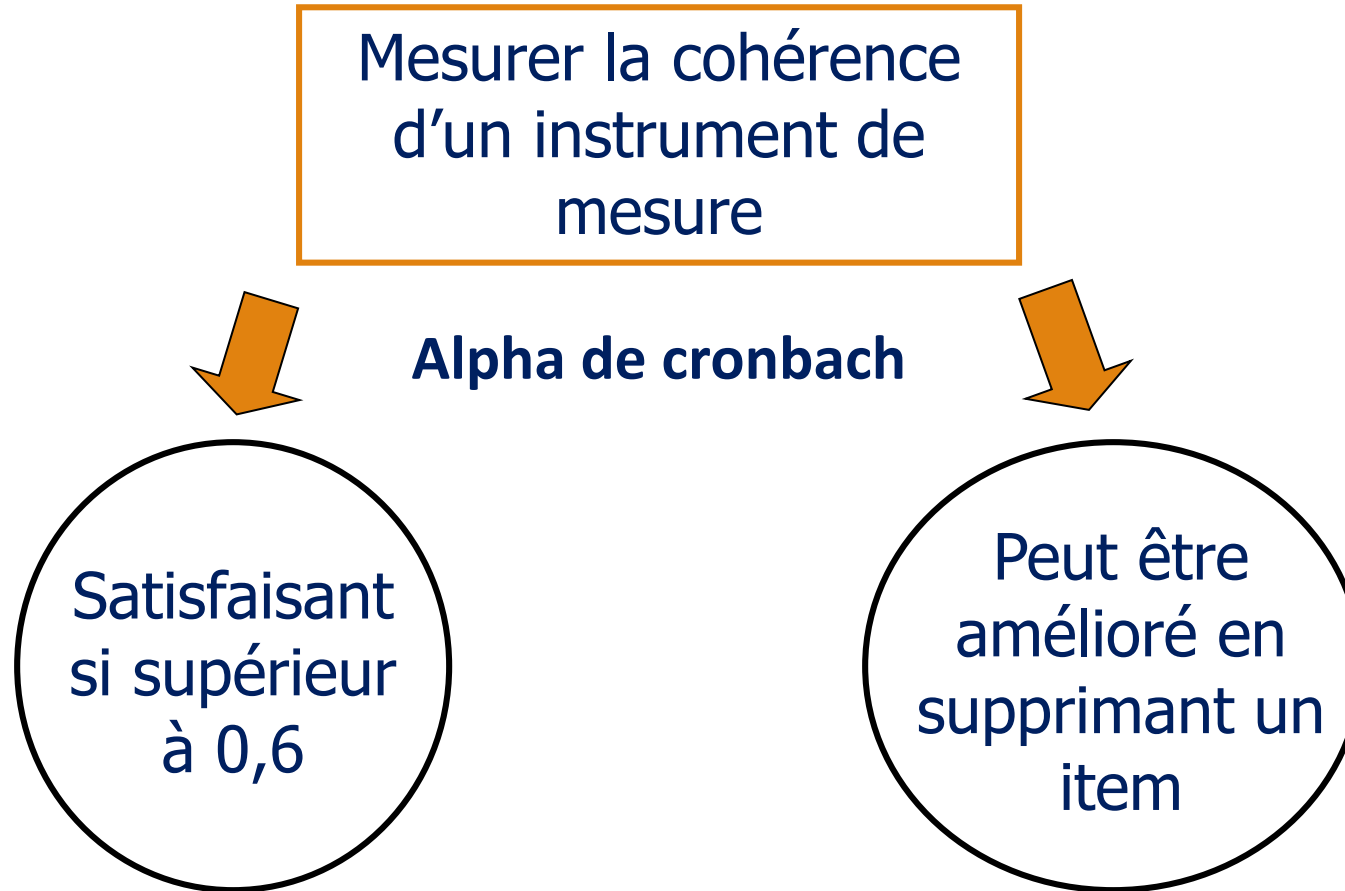 Mesurer la cohérence
d’un instrument de
mesure
Alpha de cronbach
Satisfaisant
si supérieur
à 0,6
Peut être
amélioré en
supprimant un
item